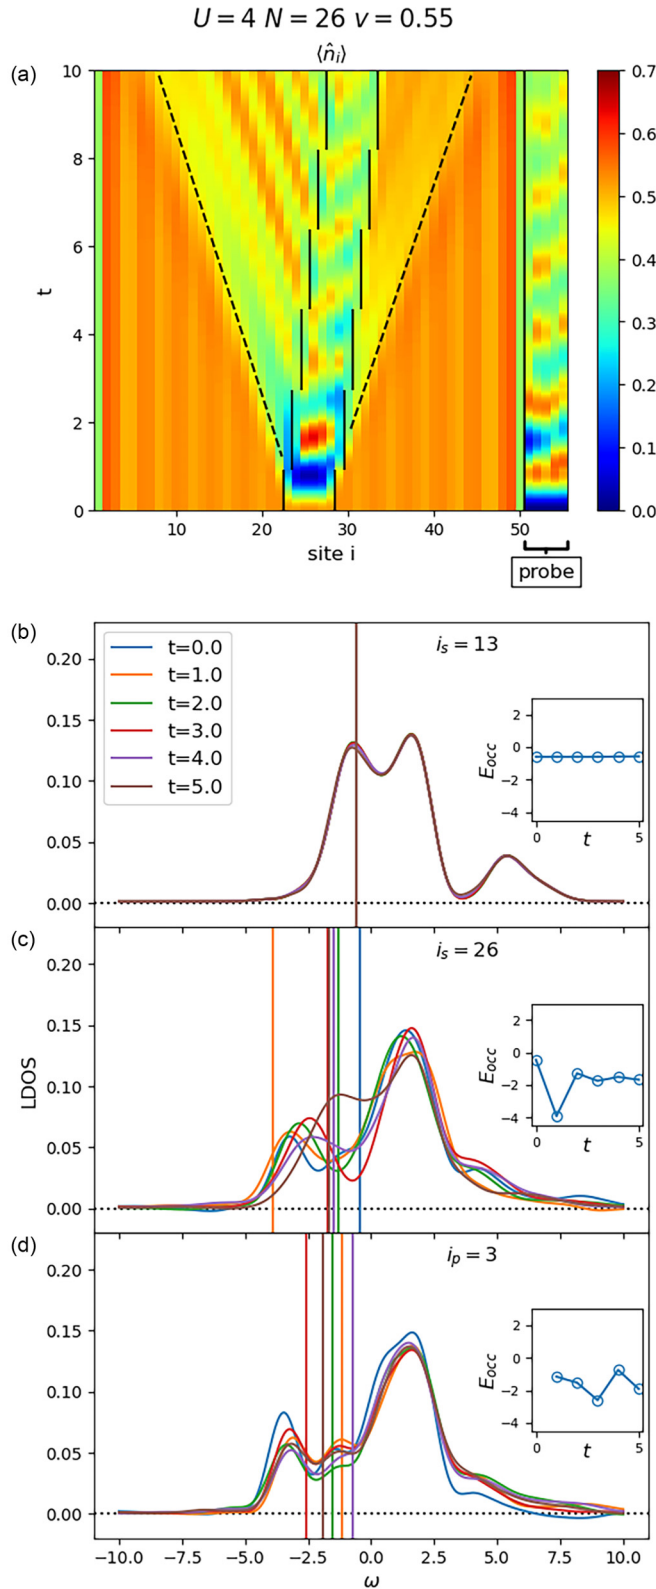 U = 4 N = 26 v = 0.55
⟨n̂ᵢ⟩
(a)
10
8
6
4
2
0
t
10
20
30
40
50
site i
probe
0.7
0.6
0.5
0.4
0.3
0.2
0.1
0.0
(b)
0.20
0.15
0.10
0.05
0.00
t=0.0
t=1.0
t=2.0
t=3.0
t=4.0
t=5.0
iₛ = 13
E_occ
2
0
−2
−4
0
5
t
(c)
0.20
0.15
0.10
0.05
0.00
LDOS
iₛ = 26
E_occ
2
0
−2
−4
0
5
t
(d)
0.20
0.15
0.10
0.05
0.00
iₚ = 3
E_occ
2
0
−2
−4
0
5
t
−10.0
−7.5
−5.0
−2.5
0.0
2.5
5.0
7.5
10.0
ω